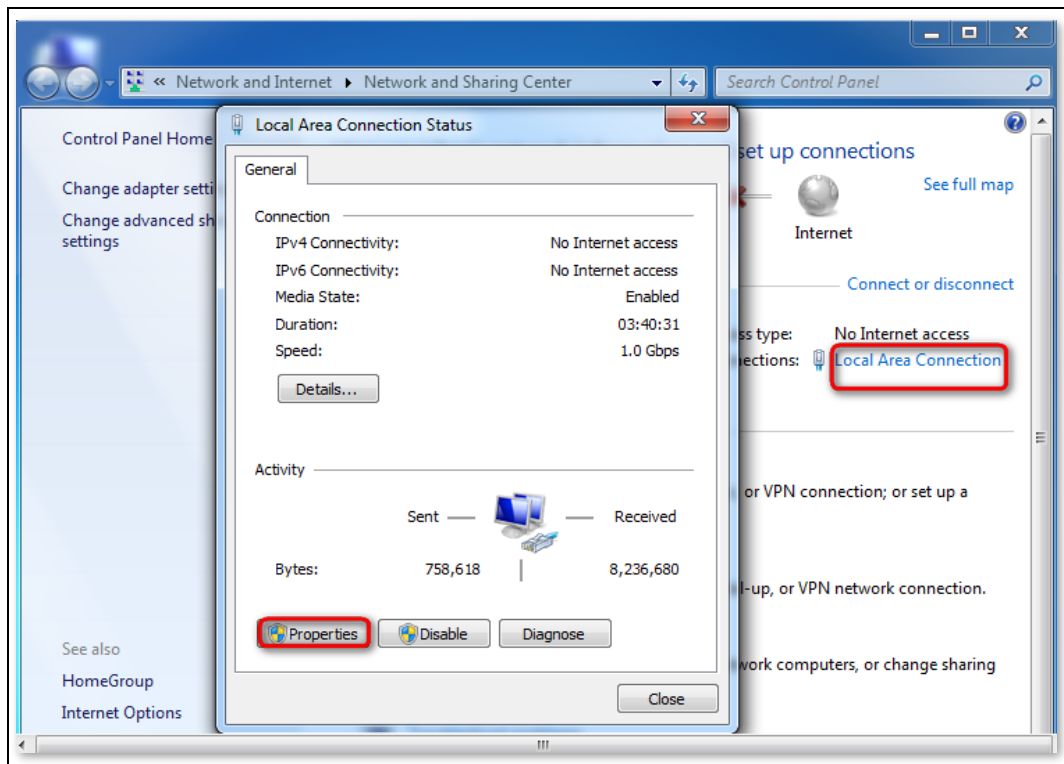 « Network and Internet ▸ Network and Sharing Center
Search Control Panel
Control Panel Home
Change adapter setti
Change advanced sh
settings
See also
HomeGroup
Internet Options
Local Area Connection Status
General
Connection
IPv4 Connectivity: No Internet access
IPv6 Connectivity: No Internet access
Media State: Enabled
Duration: 03:40:31
Speed: 1.0 Gbps
Details...
Activity
Sent Received
Bytes: 758,618 8,236,680
Properties Disable Diagnose
Close
set up connections
See full map
Internet
Connect or disconnect
ss type: No Internet access
ections: Local Area Connection
or VPN connection; or set up a
l-up, or VPN network connection.
work computers, or change sharing